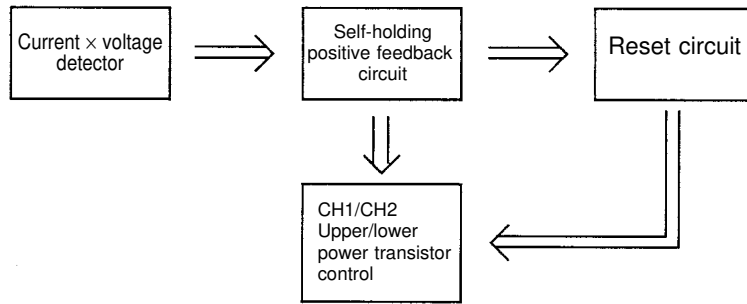 Current × voltage
detector
Self-holding
positive feedback
circuit
Reset circuit
CH1/CH2
Upper/lower
power transistor
control